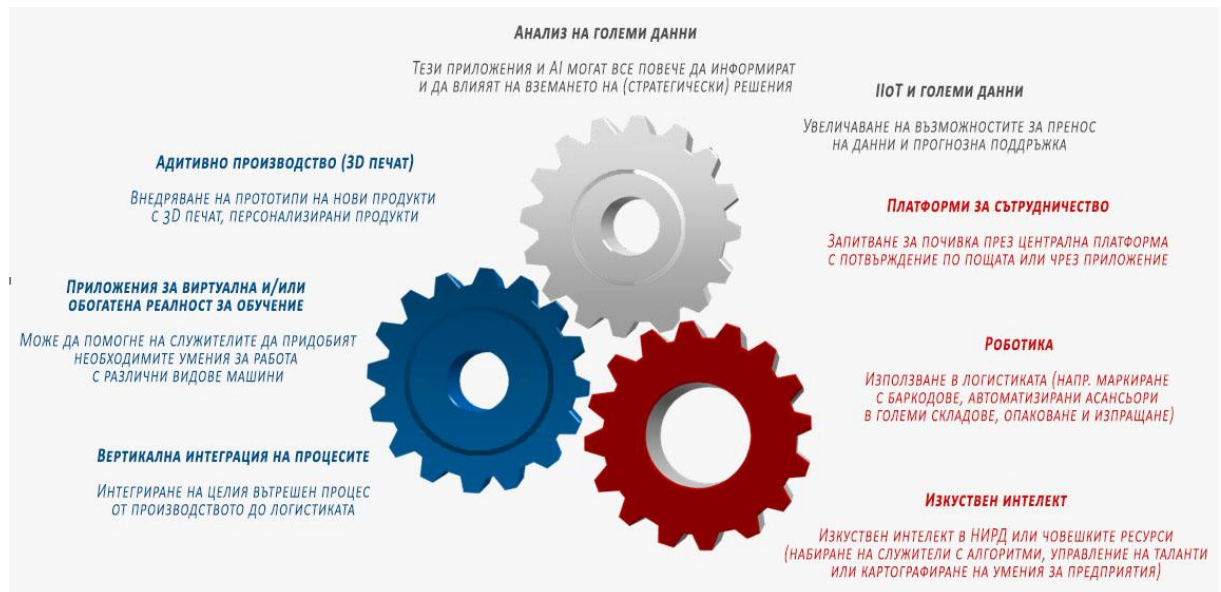 Анализ на големи данни
Тези приложения и AI могат все повече да информират
и да влияят на вземането на (стратегически) решения
IIoT и големи данни
Увеличаване на възможностите за пренос
на данни и прогнозна поддръжка
Адитивно производство (3D печат)
Внедряване на прототипи на нови продукти
с 3D печат, персонализирани продукти
Платформи за сътрудничество
Запитване за почивка през централна платформа
с потвърждение по пощата или чрез приложение
Приложения за виртуална и/или
обогатена реалност за обучение
Може да помогне на служителите да придобият
необходимите умения за работа
с различни видове машини
Роботика
Използване в логистиката (напр. маркиране
с баркодове, автоматизирани асансьори
в големи складове, опаковане и изпращане)
Вертикална интеграция на процесите
Интегриране на целия вътрешен процес
от производството до логистиката
Изкуствен интелект
Изкуствен интелект в НИРД или човешките ресурси
(набиране на служители с алгоритми, управление на таланти
или картографиране на умения за предприятия)